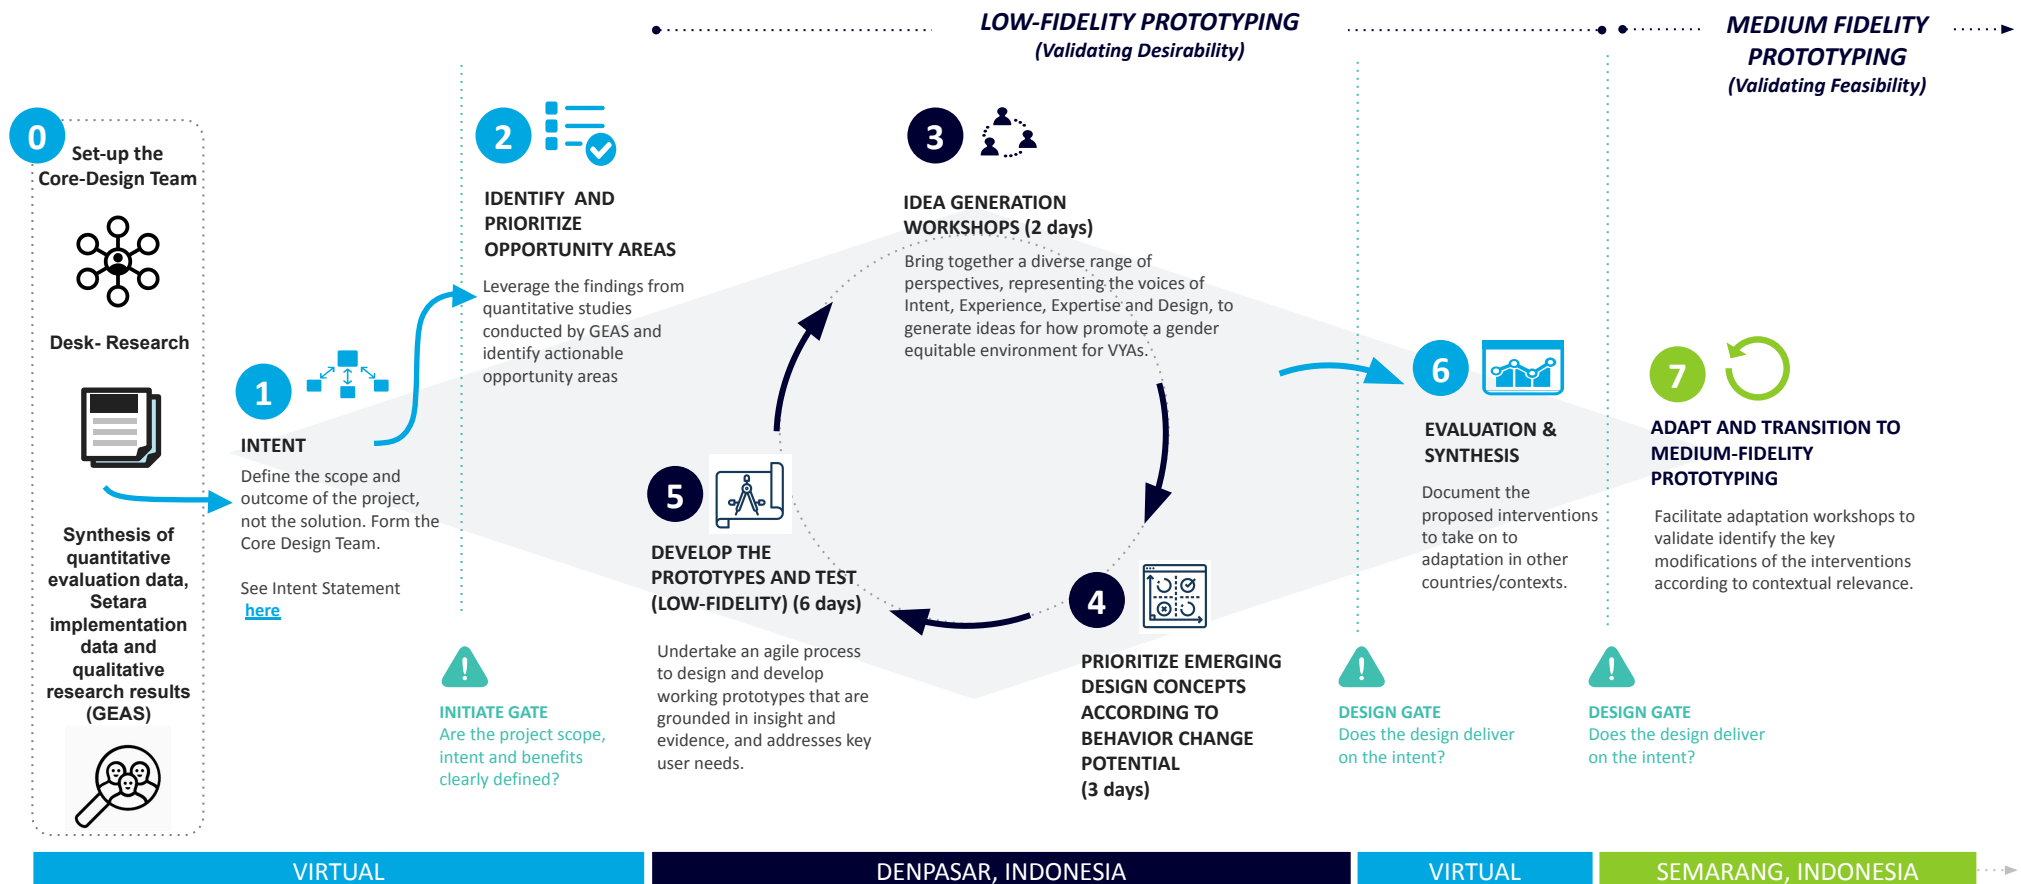 LOW-FIDELITY PROTOTYPING
(Validating Desirability)
MEDIUM FIDELITY
PROTOTYPING
(Validating Feasibility)
0
Set-up the
Core-Design Team
Desk- Research
Synthesis of
quantitative
evaluation data,
Setara
implementation
data and
qualitative
research results
(GEAS)
1
INTENT
Define the scope and
outcome of the project,
not the solution. Form the
Core Design Team.
See Intent Statement
here
2
IDENTIFY AND
PRIORITIZE
OPPORTUNITY AREAS
Leverage the findings from
quantitative studies
conducted by GEAS and
identify actionable
opportunity areas
INITIATE GATE
Are the project scope,
intent and benefits
clearly defined?
3
IDEA GENERATION
WORKSHOPS (2 days)
Bring together a diverse range of
perspectives, representing the voices of
Intent, Experience, Expertise and Design, to
generate ideas for how promote a gender
equitable environment for VYAs.
4
PRIORITIZE EMERGING
DESIGN CONCEPTS
ACCORDING TO
BEHAVIOR CHANGE
POTENTIAL
(3 days)
5
DEVELOP THE
PROTOTYPES AND TEST
(LOW-FIDELITY) (6 days)
Undertake an agile process
to design and develop
working prototypes that are
grounded in insight and
evidence, and addresses key
user needs.
6
EVALUATION &
SYNTHESIS
Document the
proposed interventions
to take on to
adaptation in other
countries/contexts.
DESIGN GATE
Does the design deliver
on the intent?
7
ADAPT AND TRANSITION TO
MEDIUM-FIDELITY
PROTOTYPING
Facilitate adaptation workshops to
validate identify the key
modifications of the interventions
according to contextual relevance.
DESIGN GATE
Does the design deliver
on the intent?
VIRTUAL
DENPASAR, INDONESIA
VIRTUAL
SEMARANG, INDONESIA